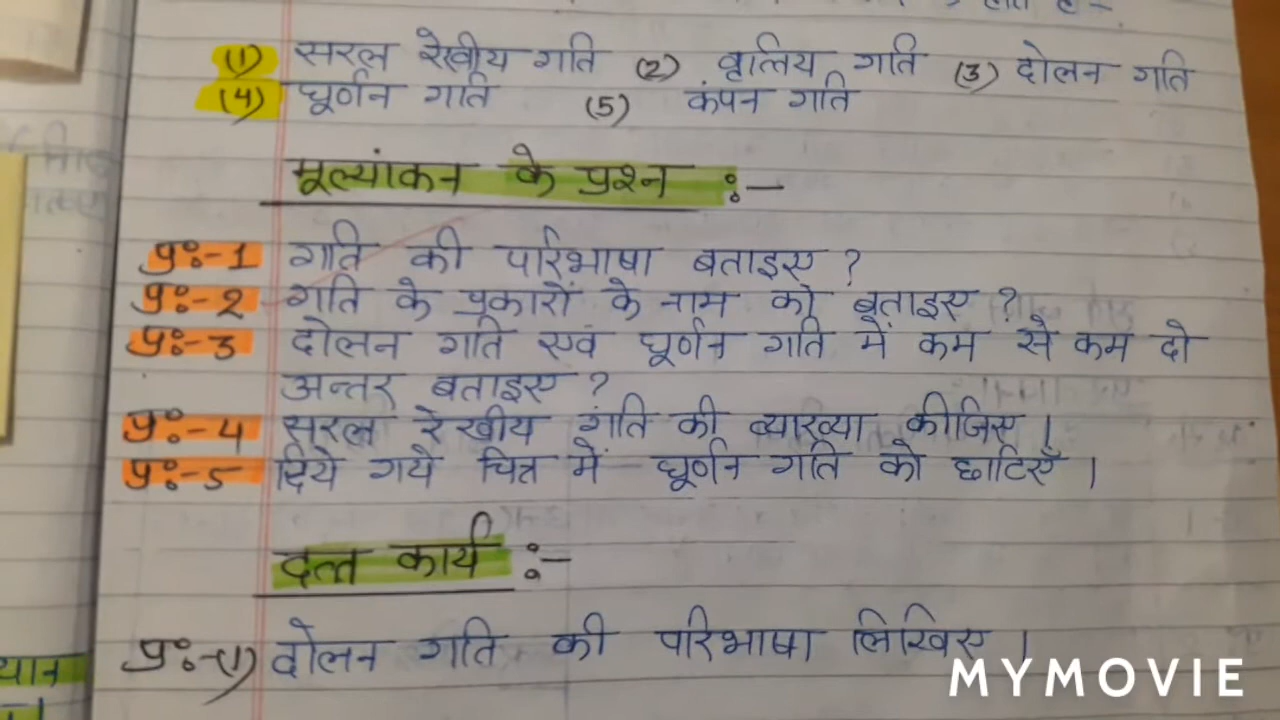 (1) सरल रेखीय गति (2) वृत्तिय गति (3) दोलन गति
(4) घूर्णन गति (5) कंपन गति
मूल्यांकन के प्रश्न :-
प्रः-1 गति की परिभाषा बताइए ?
प्रः-2 गति के प्रकारों के नाम को बताइए ?
प्रः-3 दोलन गति एवं घूर्णन गति में कम से कम दो
अन्तर बताइए ?
प्रः-4 सरल रेखीय गति की व्याख्या कीजिए ।
प्रः-5 दिये गये चित्र में घूर्णन गति को छाटिएँ ।
दत्त कार्य :-
प्रः-(1) दोलन गति की परिभाषा लिखिए ।
MYMOVIE